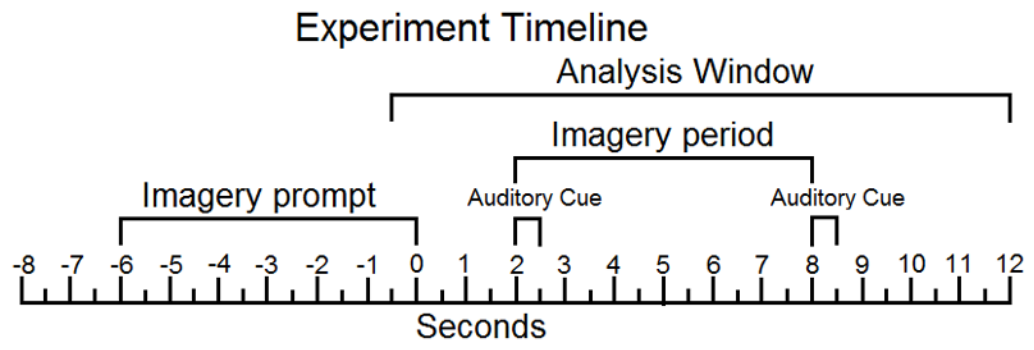 Experiment Timeline
Analysis Window
Imagery period
Imagery prompt
Auditory Cue Auditory Cue
-8 -7 -6 -5 -4 -3 -2 -1 0 1 2 3 4 5 6 7 8 9 10 11 12
Seconds